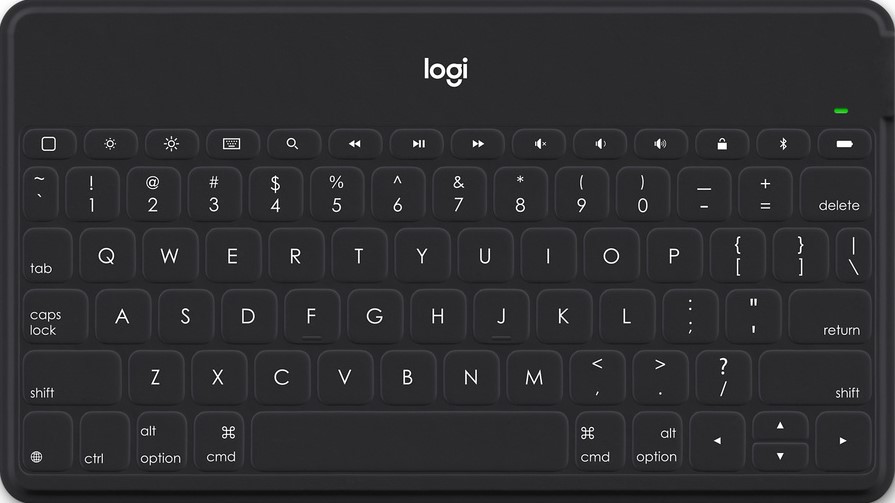 logi
~ ! @ # $ % ^ & * ( ) — +
` 1 2 3 4 5 6 7 8 9 0 - = delete
tab Q W E R T Y U I O P { [ } ] | \
caps lock A S D F G H J K L : ; " ' return
shift Z X C V B N M < , > . ? / shift
ctrl alt option ⌘ cmd ⌘ cmd alt option ◄ ▲ ▼ ►